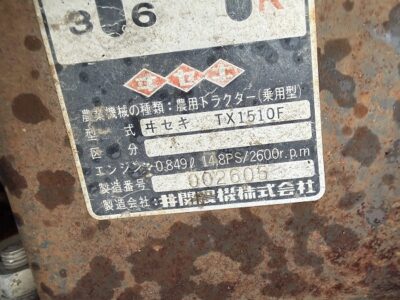 3 6 R
ヰセキ
農業機械の種類:農用トラクター(乗用型)
型式 ヰセキ TX1510F
区分
エンジン 0.849ℓ 14.8PS/2600r.p.m
製造番号 002605
製造会社:井関農機株式会社